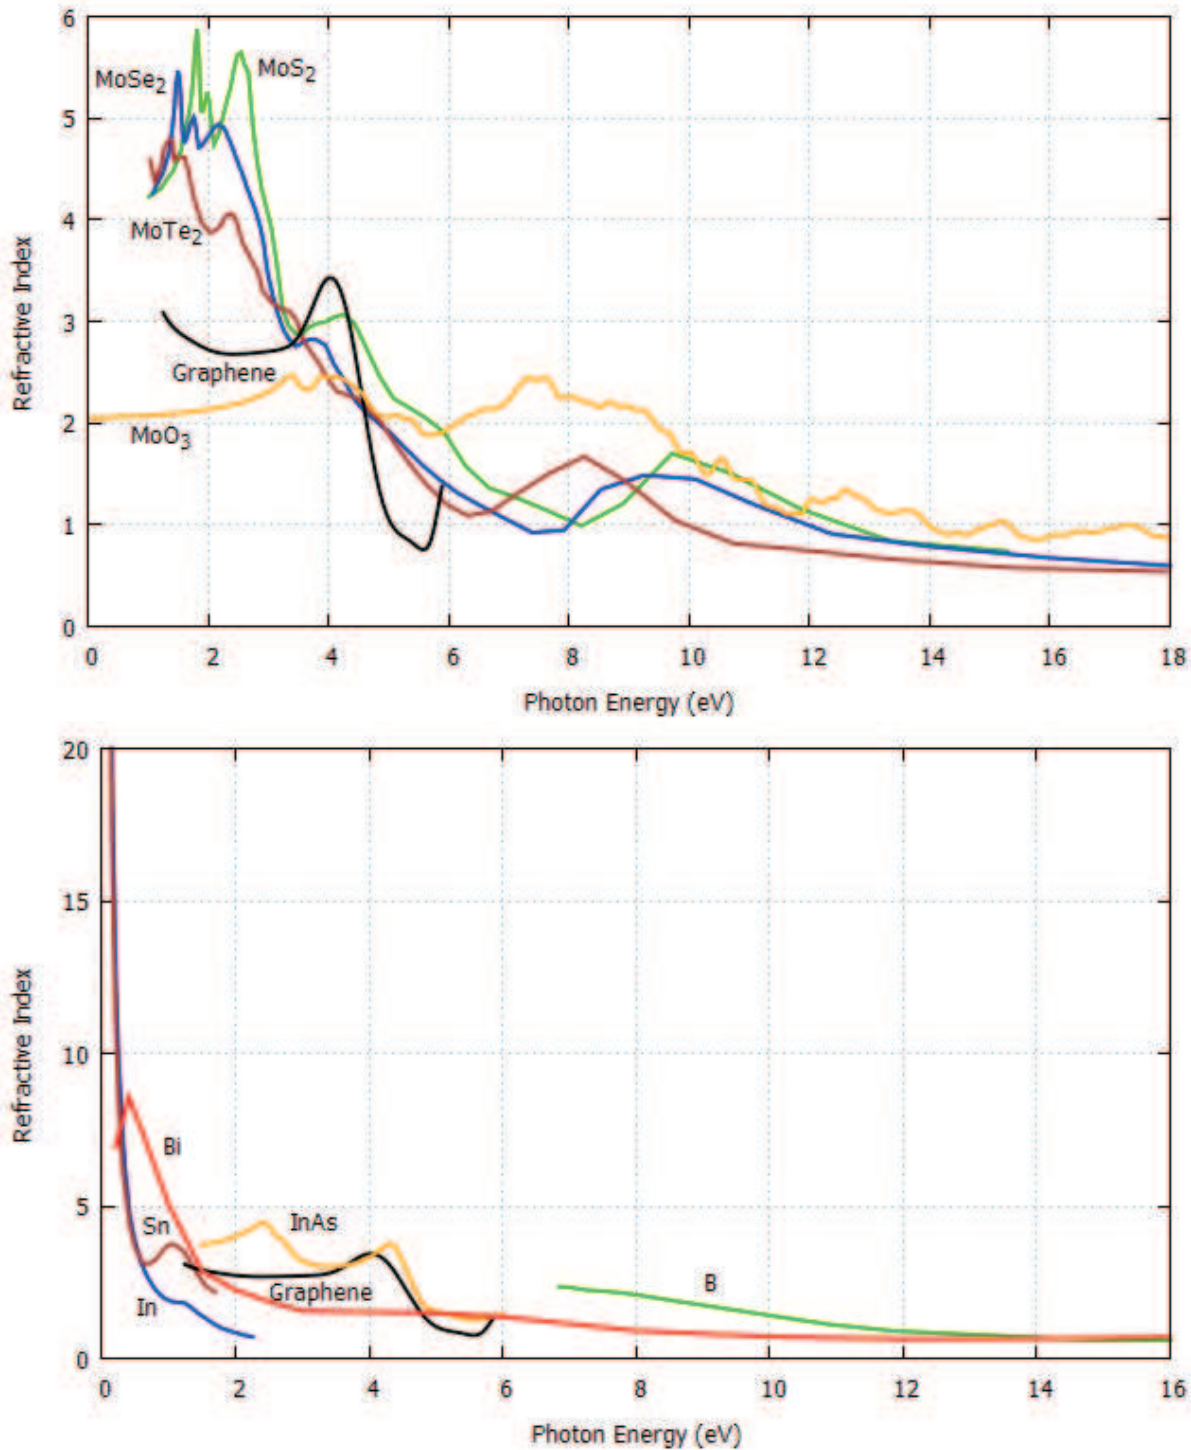 6
MoSe2
MoS2
5
4
MoTe2
3
Graphene
2
MoO3
1
0
Refractive Index
0 2 4 6 8 10 12 14 16 18
Photon Energy (eV)
20
15
10
Bi
5
Sn
InAs
Graphene
In
B
0
Refractive Index
0 2 4 6 8 10 12 14 16
Photon Energy (eV)